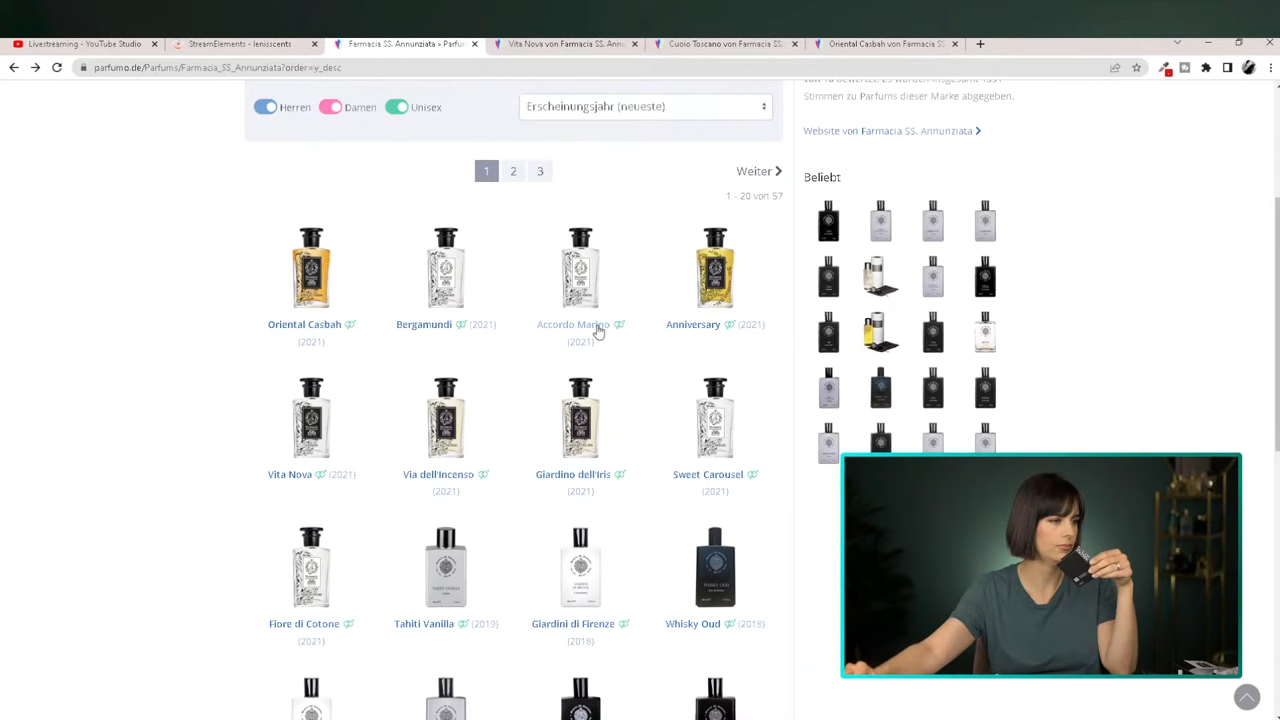 Livestreaming - YouTube Studio
StreamElements - lenisscents
Farmacia SS. Annunziata » Parfu
Vita Nova von Farmacia SS. Ann
Cuoio Toscano von Farmacia SS.
Oriental Casbah von Farmacia SS.
parfumo.de/Parfums/Farmacia_SS_Annunziata?order=y_desc
Herren Damen Unisex
Erscheinungsjahr (neueste)
Stimmen zu Parfums dieser Marke abgegeben.
Website von Farmacia SS. Annunziata
1 2 3
Weiter
1 - 20 von 57
Beliebt
Oriental Casbah
(2021)
Bergamundi (2021)
Accordo Marino
(2021)
Anniversary (2021)
Vita Nova (2021)
Via dell'Incenso
(2021)
Giardino dell'Iris
(2021)
Sweet Carousel
(2021)
Fiore di Cotone
(2021)
Tahiti Vanilla (2019)
Giardini di Firenze
(2018)
Whisky Oud (2018)